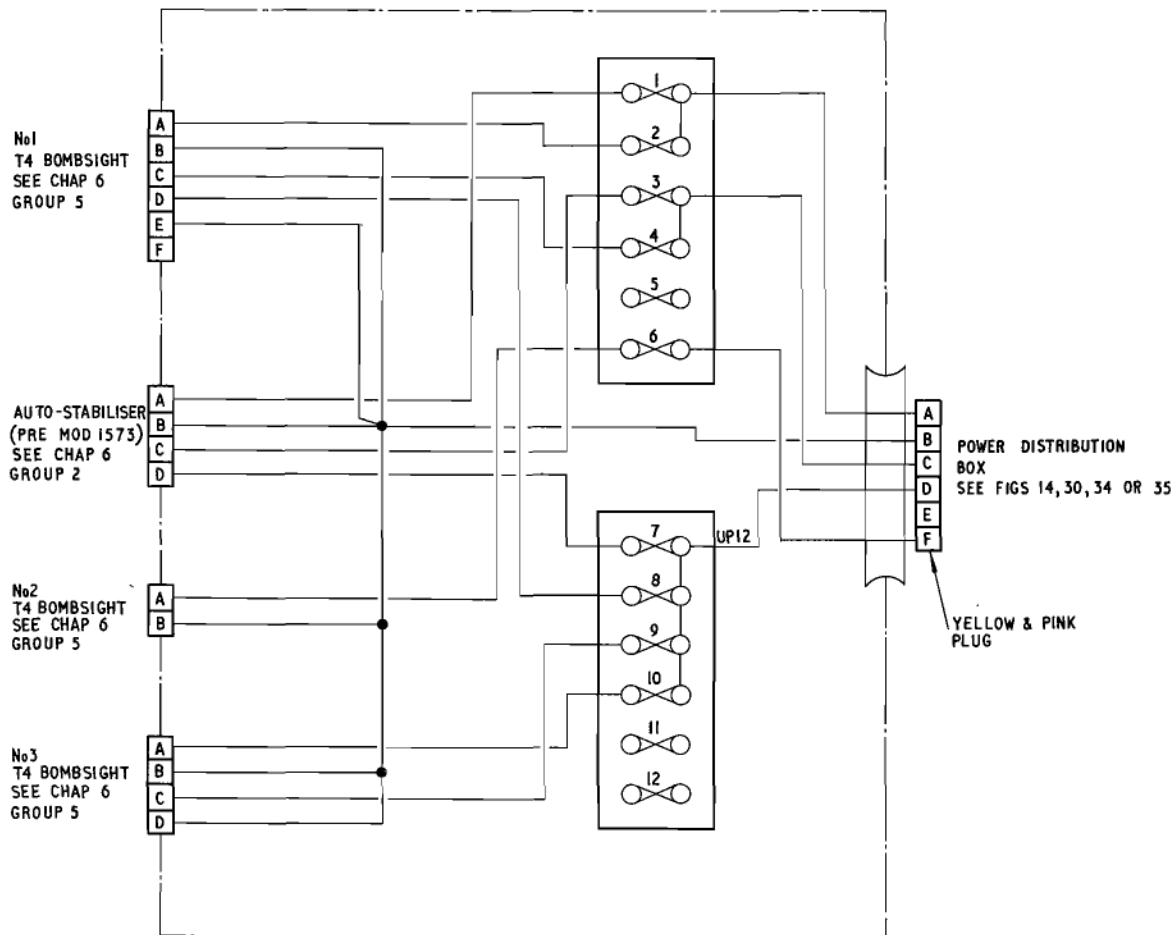 No1
T4 BOMBSIGHT
SEE CHAP 6
GROUP 5
A
B
C
D
E
F
AUTO-STABILISER
(PRE MOD 1573)
SEE CHAP 6
GROUP 2
A
B
C
D
No2
T4 BOMBSIGHT
SEE CHAP 6
GROUP 5
A
B
No3
T4 BOMBSIGHT
SEE CHAP 6
GROUP 5
A
B
C
D
1
2
3
4
5
6
7
UP12
8
9
10
11
12
A
B
C
D
E
F
POWER DISTRIBUTION
BOX
SEE FIGS 14,30,34 OR 35
YELLOW & PINK
PLUG